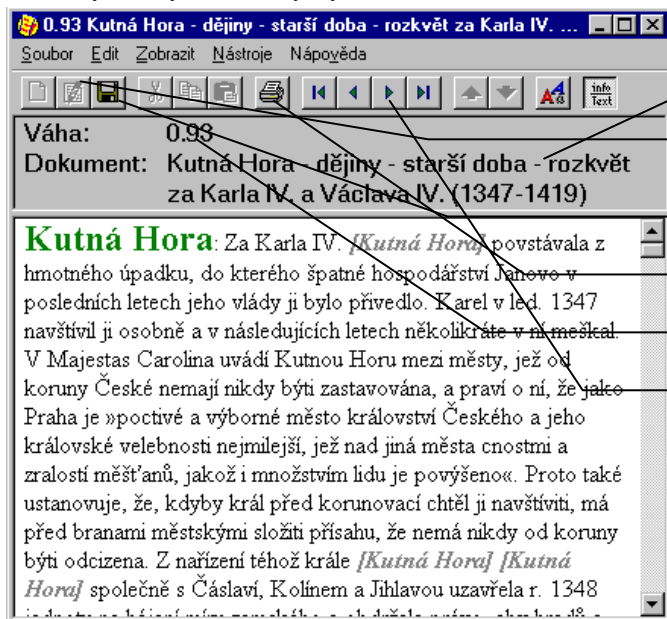 0.93 Kutná Hora - dějiny - starší doba - rozkvět za Karla IV. ...
Soubor Edit Zobrazit Nástroje Nápověda
info
Text
Váha: 0.93
Dokument: Kutná Hora - dějiny - starší doba - rozkvět
za Karla IV. a Václava IV. (1347-1419)
Kutná Hora: Za Karla IV. [Kutná Hora] povstávala z
hmotného úpadku, do kterého špatné hospodářství Janovo v
posledních letech jeho vlády ji bylo přivedlo. Karel v led. 1347
navštívil ji osobně a v následujících letech několikráte v ní meškal.
V Majestas Carolina uvádí Kutnou Horu mezi městy, jež od
koruny České nemají nikdy býti zastavována, a praví o ní, že jako
Praha je »poctivé a výborné město království Českého a jeho
královské velebnosti nejmilejší, jež nad jiná města cnostmi a
zralostí měšťanů, jakož i množstvím lidu je povýšeno«. Proto také
ustanovuje, že, kdyby král před korunovací chtěl ji navštíviti, má
před branami městskými složiti přísahu, že nemá nikdy od koruny
býti odcizena. Z nařízení téhož krále [Kutná Hora] [Kutná
Hora] společně s Čáslaví, Kolínem a Jihlavou uzavřela r. 1348